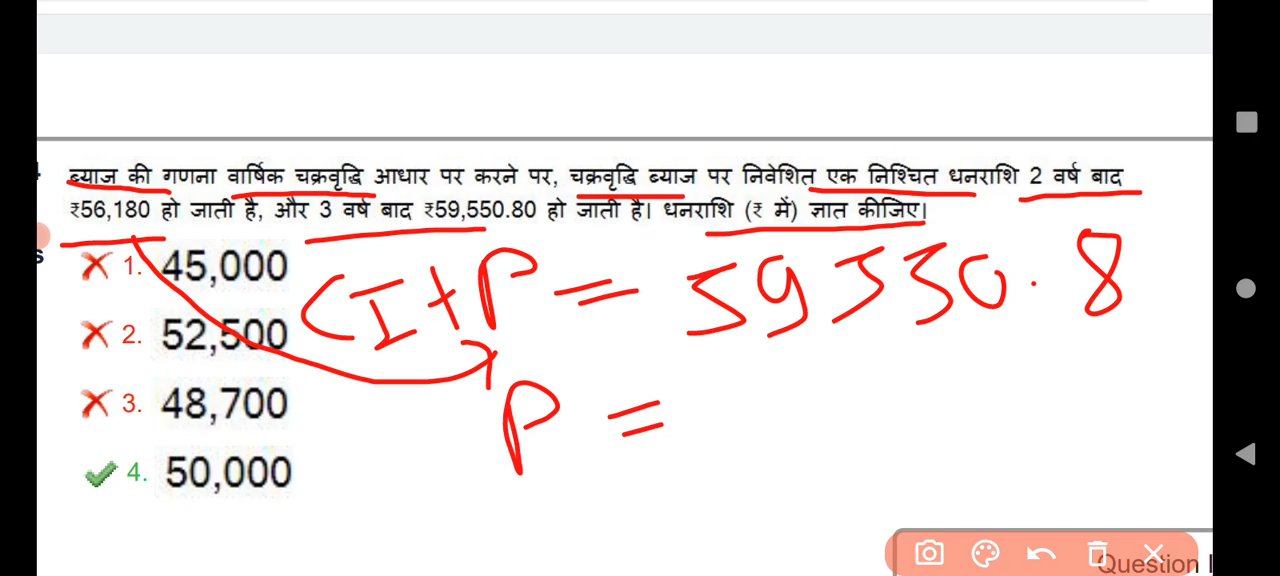 ब्याज की गणना वार्षिक चक्रवृद्धि आधार पर करने पर, चक्रवृद्धि ब्याज पर निवेशित एक निश्चित धनराशि 2 वर्ष बाद
₹56,180 हो जाती है, और 3 वर्ष बाद ₹59,550.80 हो जाती है। धनराशि (₹ में) ज्ञात कीजिए।
1. 45,000
CI+P = 59550.8
2. 52,500
3. 48,700
P =
4. 50,000
Question